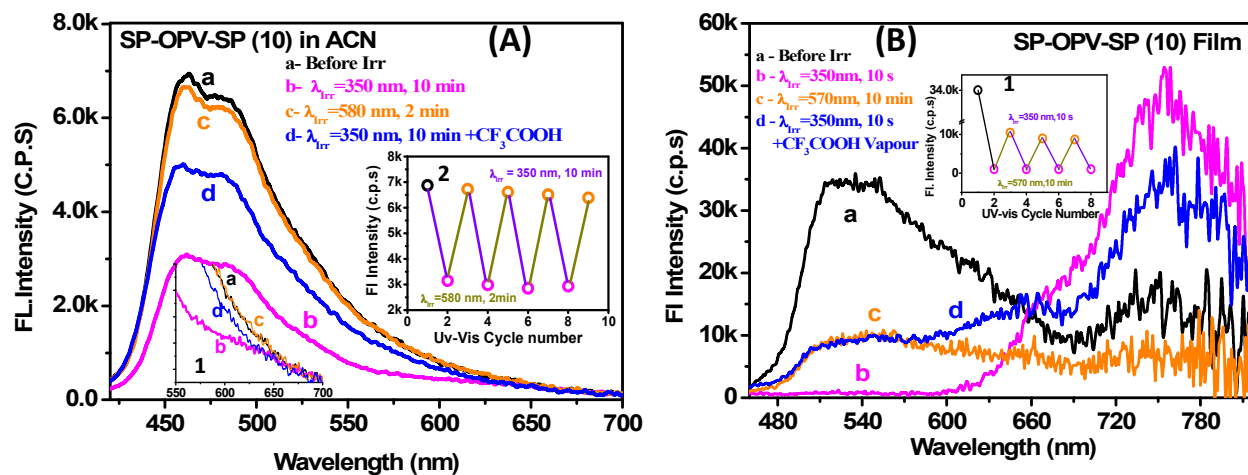 SP-OPV-SP (10) in ACN
(A)
a- Before Irr
b- λIrr=350 nm, 10 min
c- λIrr=580 nm, 2 min
d- λIrr=350 nm, 10 min +CF3COOH
8.0k
6.0k
4.0k
2.0k
0.0
FL.Intensity (C.P.S)
a
c
d
b
450
500
550
600
650
700
Wavelength (nm)
a
d
c
b
1
550
600
650
700
2
λIrr = 350 nm, 10 min
λIrr=580 nm, 2min
8k
7k
6k
5k
4k
3k
2k
Fl Intensity (c.p.s)
0
2
4
6
8
10
Uv-Vis Cycle number
(B)
SP-OPV-SP (10) Film
a - Before Irr
b - λIrr=350nm, 10 s
c - λIrr=570nm, 10 min
d - λIrr=350nm, 10 s
+CF3COOH Vapour
60k
50k
40k
30k
20k
10k
0
Fl Intensity (c.p.s)
a
c
d
b
480
540
600
660
720
780
Wavelength (nm)
1
34.0k
10k
0
Fl. Intensity (c.p.s)
λIrr=350 nm,10 s
λIrr=570 nm,10 min
0
2
4
6
8
UV-vis Cycle Number